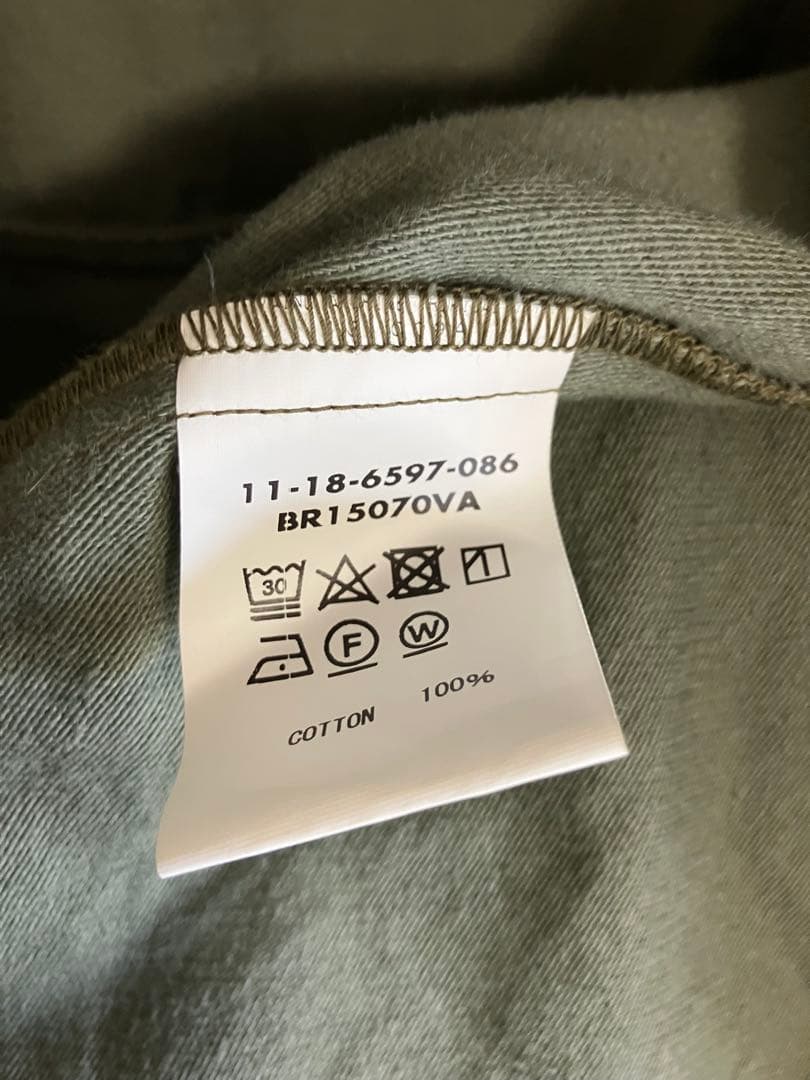 11-18-6597-086
BR15070VA
30
F W
COTTON 100%